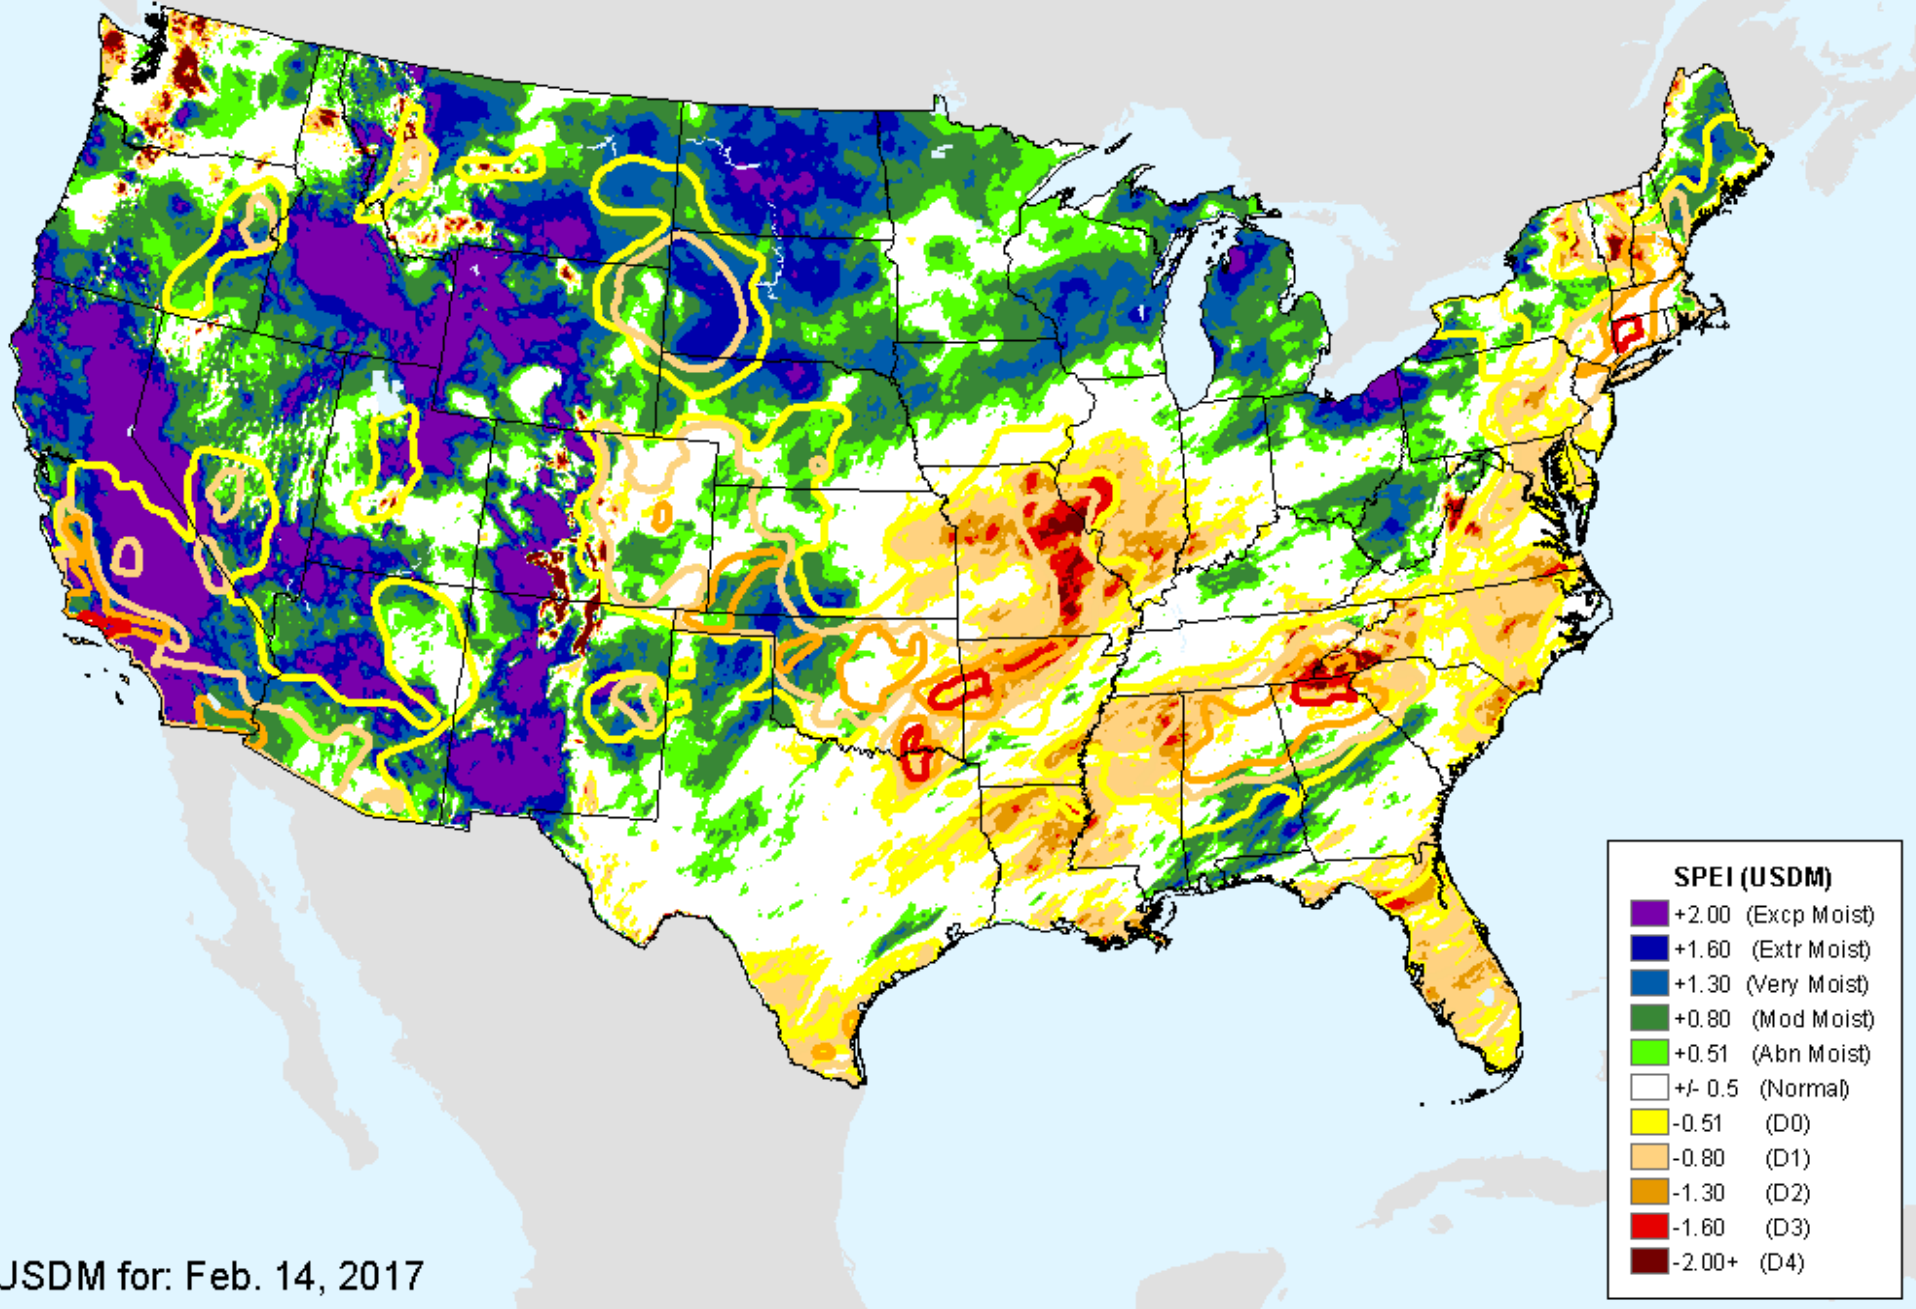 SPEI (USDM)
+2.00 (Excp Moist)
+1.60 (Extr Moist)
+1.30 (Very Moist)
+0.80 (Mod Moist)
+0.51 (Abn Moist)
+/- 0.5 (Normal)
-0.51 (D0)
-0.80 (D1)
-1.30 (D2)
-1.60 (D3)
-2.00+ (D4)
USDM for: Feb. 14, 2017